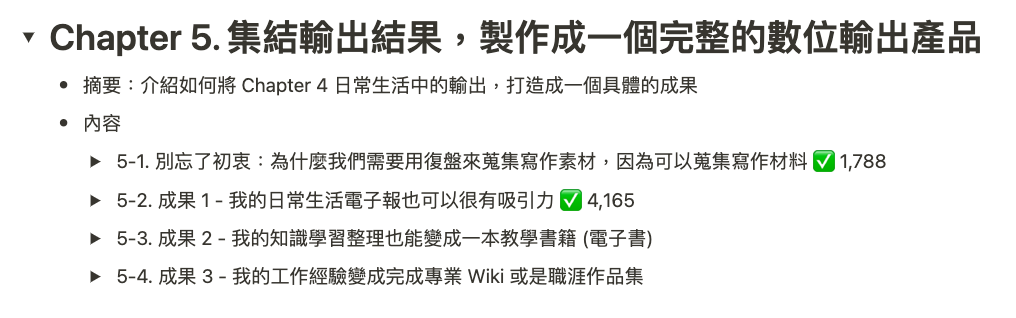 Chapter 5. 集結輸出結果，製作成一個完整的數位輸出產品
摘要：介紹如何將 Chapter 4 日常生活中的輸出，打造成一個具體的成果
內容
5-1. 別忘了初衷：為什麼我們需要用復盤來蒐集寫作素材，因為可以蒐集寫作材料 ✅ 1,788
5-2. 成果 1 - 我的日常生活電子報也可以很有吸引力 ✅ 4,165
5-3. 成果 2 - 我的知識學習整理也能變成一本教學書籍 (電子書)
5-4. 成果 3 - 我的工作經驗變成完成專業 Wiki 或是職涯作品集